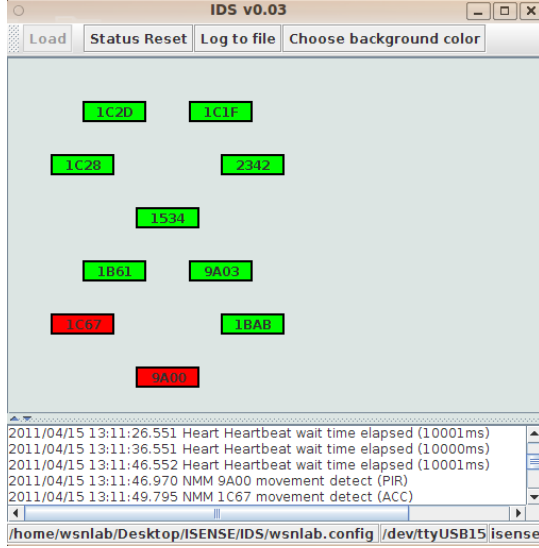 IDS v0.03
Load Status Reset Log to file Choose background color
1C2D 1C1F
1C28 2342
1534
1B61 9A03
1C67 1BAB
9A00
2011/04/15 13:11:26.551 Heart Heartbeat wait time elapsed (10001ms)
2011/04/15 13:11:36.551 Heart Heartbeat wait time elapsed (10000ms)
2011/04/15 13:11:46.552 Heart Heartbeat wait time elapsed (10001ms)
2011/04/15 13:11:46.970 NMM 9A00 movement detect (PIR)
2011/04/15 13:11:49.795 NMM 1C67 movement detect (ACC)
/home/wsnlab/Desktop/ISENSE/IDS/wsnlab.config /dev/ttyUSB15 isense